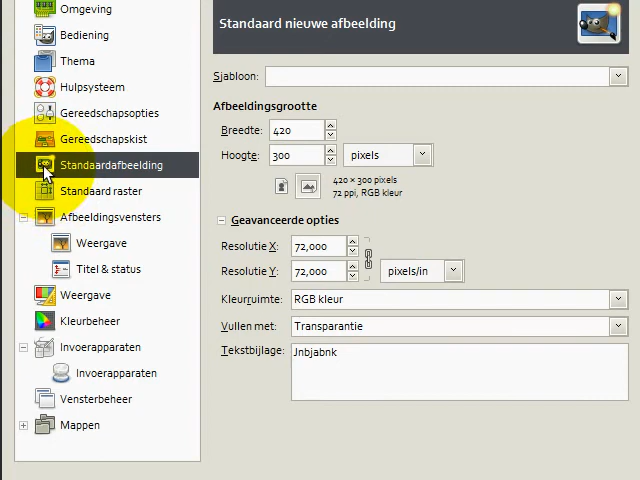 Omgeving
Bediening
Thema
Hulpsysteem
Gereedschapsopties
Gereedschapskist
Standaardafbeelding
Standaard raster
Afbeeldingsvensters
Weergave
Titel & status
Weergave
Kleurbeheer
Invoerapparaten
Invoerapparaten
Vensterbeheer
Mappen
Standaard nieuwe afbeelding
Sjabloon:
Afbeeldingsgrootte
Breedte: 420
Hoogte: 300 pixels
420 × 300 pixels
72 ppi, RGB kleur
Geavanceerde opties
Resolutie X: 72,000
Resolutie Y: 72,000 pixels/in
Kleurruimte: RGB kleur
Vullen met: Transparantie
Tekstbijlage: Jnbjabnk